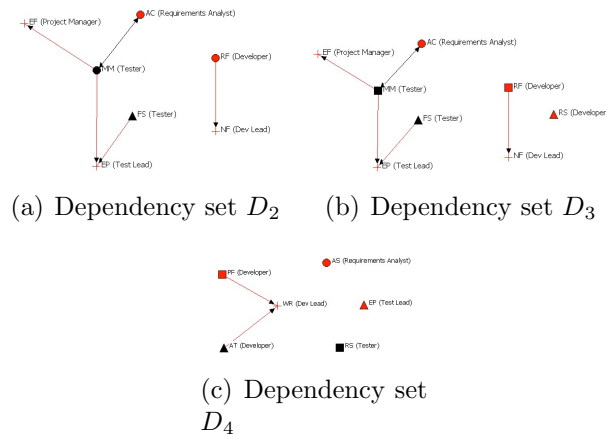 AC (Requirements Analyst)
EF (Project Manager)
RF (Developer)
MM (Tester)
FS (Tester)
NF (Dev Lead)
EP (Test Lead)
(a) Dependency set D2
AC (Requirements Analyst)
EF (Project Manager)
MM (Tester)
RF (Developer)
FS (Tester)
RS (Developer
NF (Dev Lead)
EP (Test Lead)
(b) Dependency set D3
AS (Requirements Analyst)
PF (Developer)
WR (Dev Lead)
EP (Test Lead)
AT (Developer)
RS (Tester)
(c) Dependency set
D4